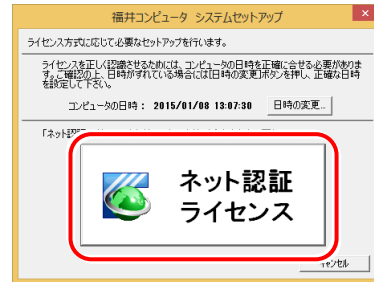 福井コンピュータ システムセットアップ
ライセンス方式に応じて必要なセットアップを行います。
ライセンスを正しく認識させるためには、コンピュータの日時を正確に合せる必要がありま
す。ご確認の上、日時がずれている場合には[日時の変更]ボタンを押し、正確な日時
を設定して下さい。
コンピュータの日時： 2015/01/08 13:07:30 日時の変更...
「ネット認証
ネット認証
ライセンス
キャンセル